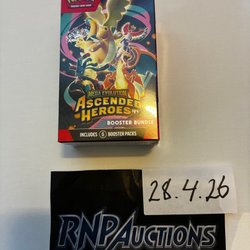 MEGA EVOLUTION
ASCENDED
HEROES
BOOSTER BUNDLE
INCLUDES 6 BOOSTER PACKS
28.4.26
RNPAUCTIONS